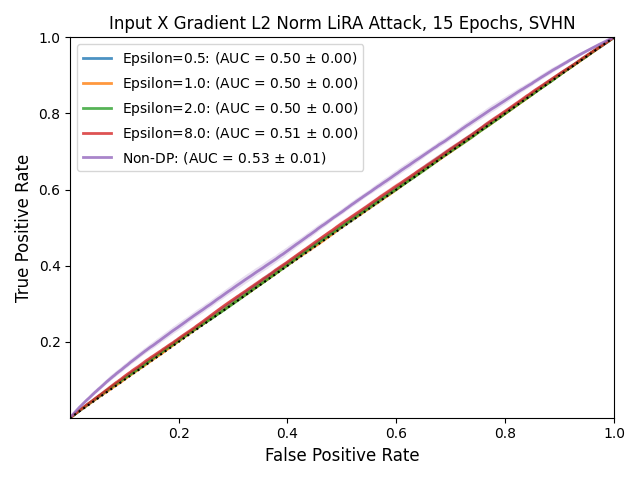 Input X Gradient L2 Norm LiRA Attack, 15 Epochs, SVHN
1.0
0.8
0.6
0.4
0.2
True Positive Rate
Epsilon=0.5: (AUC = 0.50 ± 0.00)
Epsilon=1.0: (AUC = 0.50 ± 0.00)
Epsilon=2.0: (AUC = 0.50 ± 0.00)
Epsilon=8.0: (AUC = 0.51 ± 0.00)
Non-DP: (AUC = 0.53 ± 0.01)
0.2 0.4 0.6 0.8 1.0
False Positive Rate